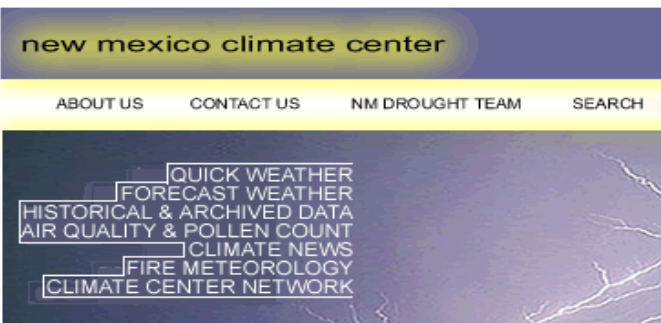 new mexico climate center
ABOUT US CONTACT US NM DROUGHT TEAM SEARCH
QUICK WEATHER
FORECAST WEATHER
HISTORICAL & ARCHIVED DATA
AIR QUALITY & POLLEN COUNT
CLIMATE NEWS
FIRE METEOROLOGY
CLIMATE CENTER NETWORK